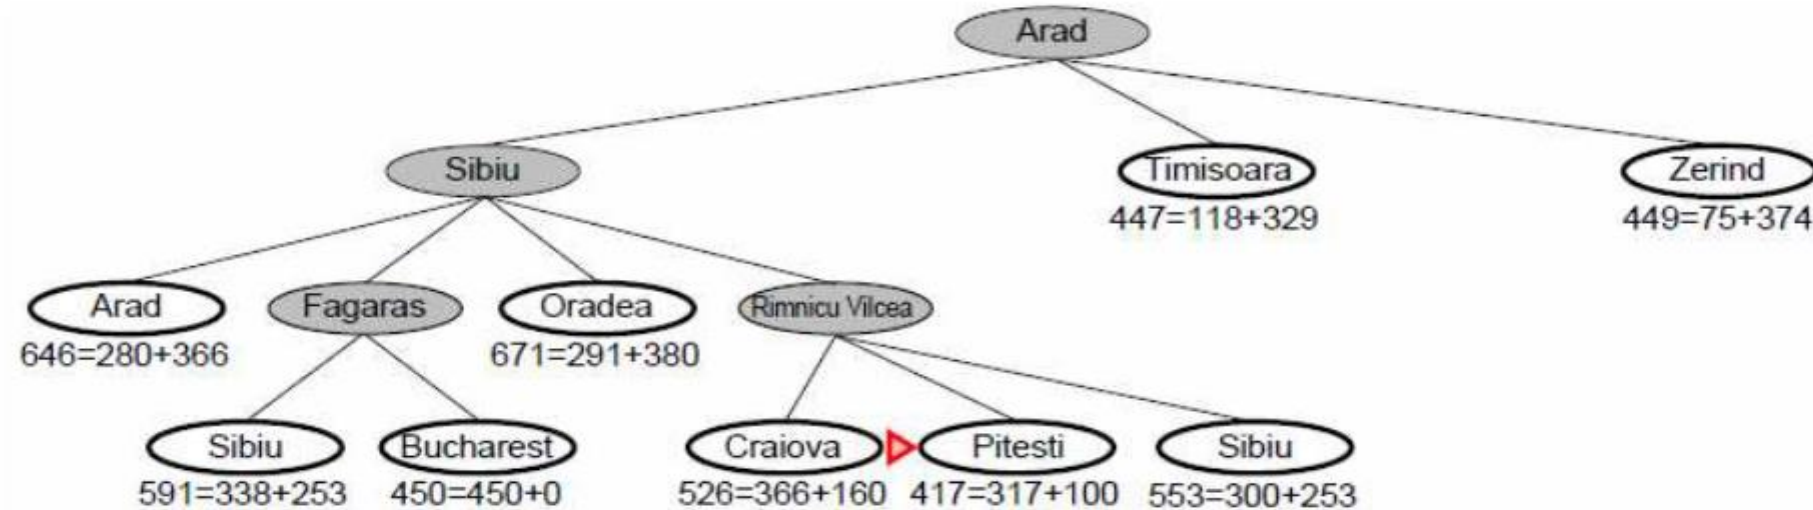 Arad
Sibiu
Timisoara
Zerind
447=118+329
449=75+374
Arad
Fagaras
Oradea
Rimnicu Vilcea
646=280+366
671=291+380
Sibiu
Bucharest
Craiova
Pitesti
Sibiu
591=338+253
450=450+0
526=366+160
417=317+100
553=300+253